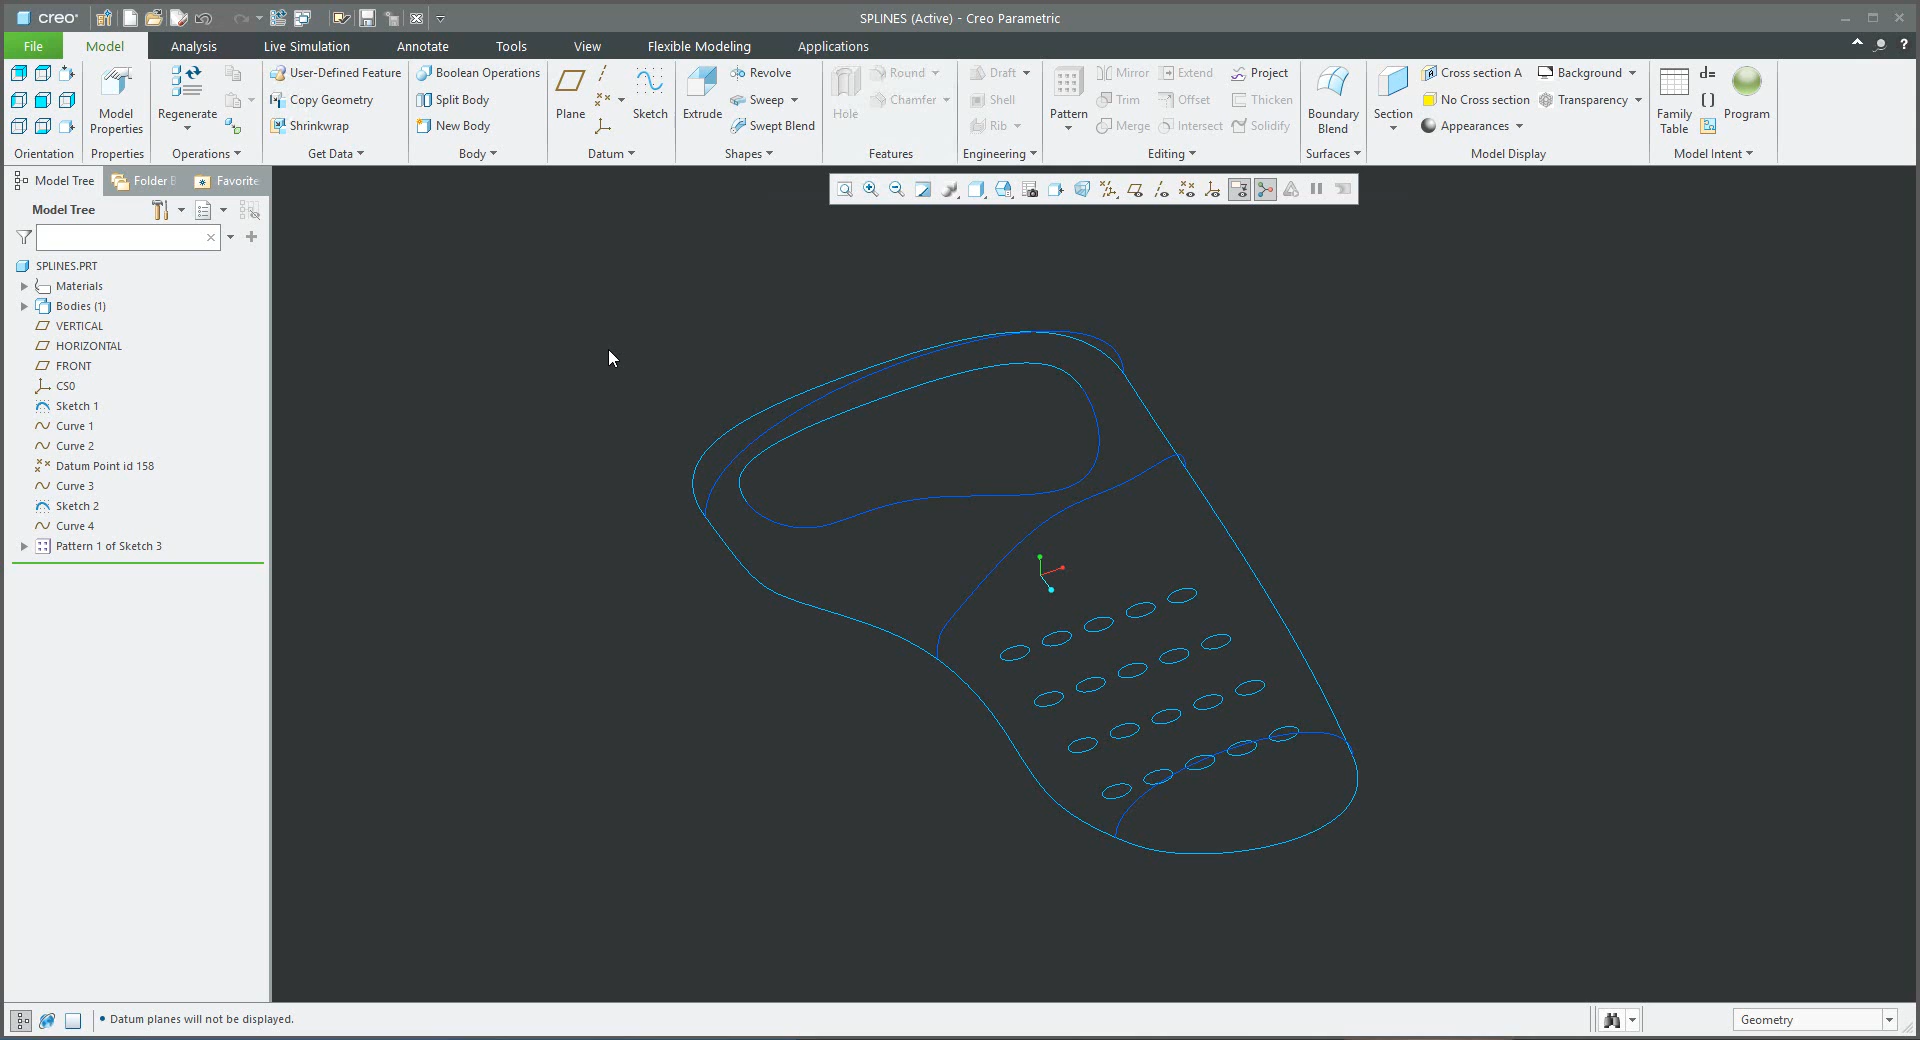 creo®
SPLINES (Active) - Creo Parametric
File
Model
Analysis
Live Simulation
Annotate
Tools
View
Flexible Modeling
Applications
?
Model Properties
Regenerate
User-Defined Feature
Copy Geometry
Shrinkwrap
Boolean Operations
Split Body
New Body
Plane
Sketch
Extrude
Revolve
Sweep
Swept Blend
Hole
Round
Chamfer
Draft
Shell
Rib
Pattern
Mirror
Extend
Project
Trim
Offset
Thicken
Merge
Intersect
Solidify
Boundary Blend
Section
Cross section A
No Cross section
Appearances
Background
Transparency
Family Table
d=
[]
Program
Orientation
Properties
Operations
Get Data
Body
Datum
Shapes
Features
Engineering
Editing
Surfaces
Model Display
Model Intent
Model Tree
Folder B
Favorite
Model Tree
SPLINES.PRT
Materials
Bodies (1)
VERTICAL
HORIZONTAL
FRONT
CS0
Sketch 1
Curve 1
Curve 2
Datum Point id 158
Curve 3
Sketch 2
Curve 4
Pattern 1 of Sketch 3
• Datum planes will not be displayed.
Geometry